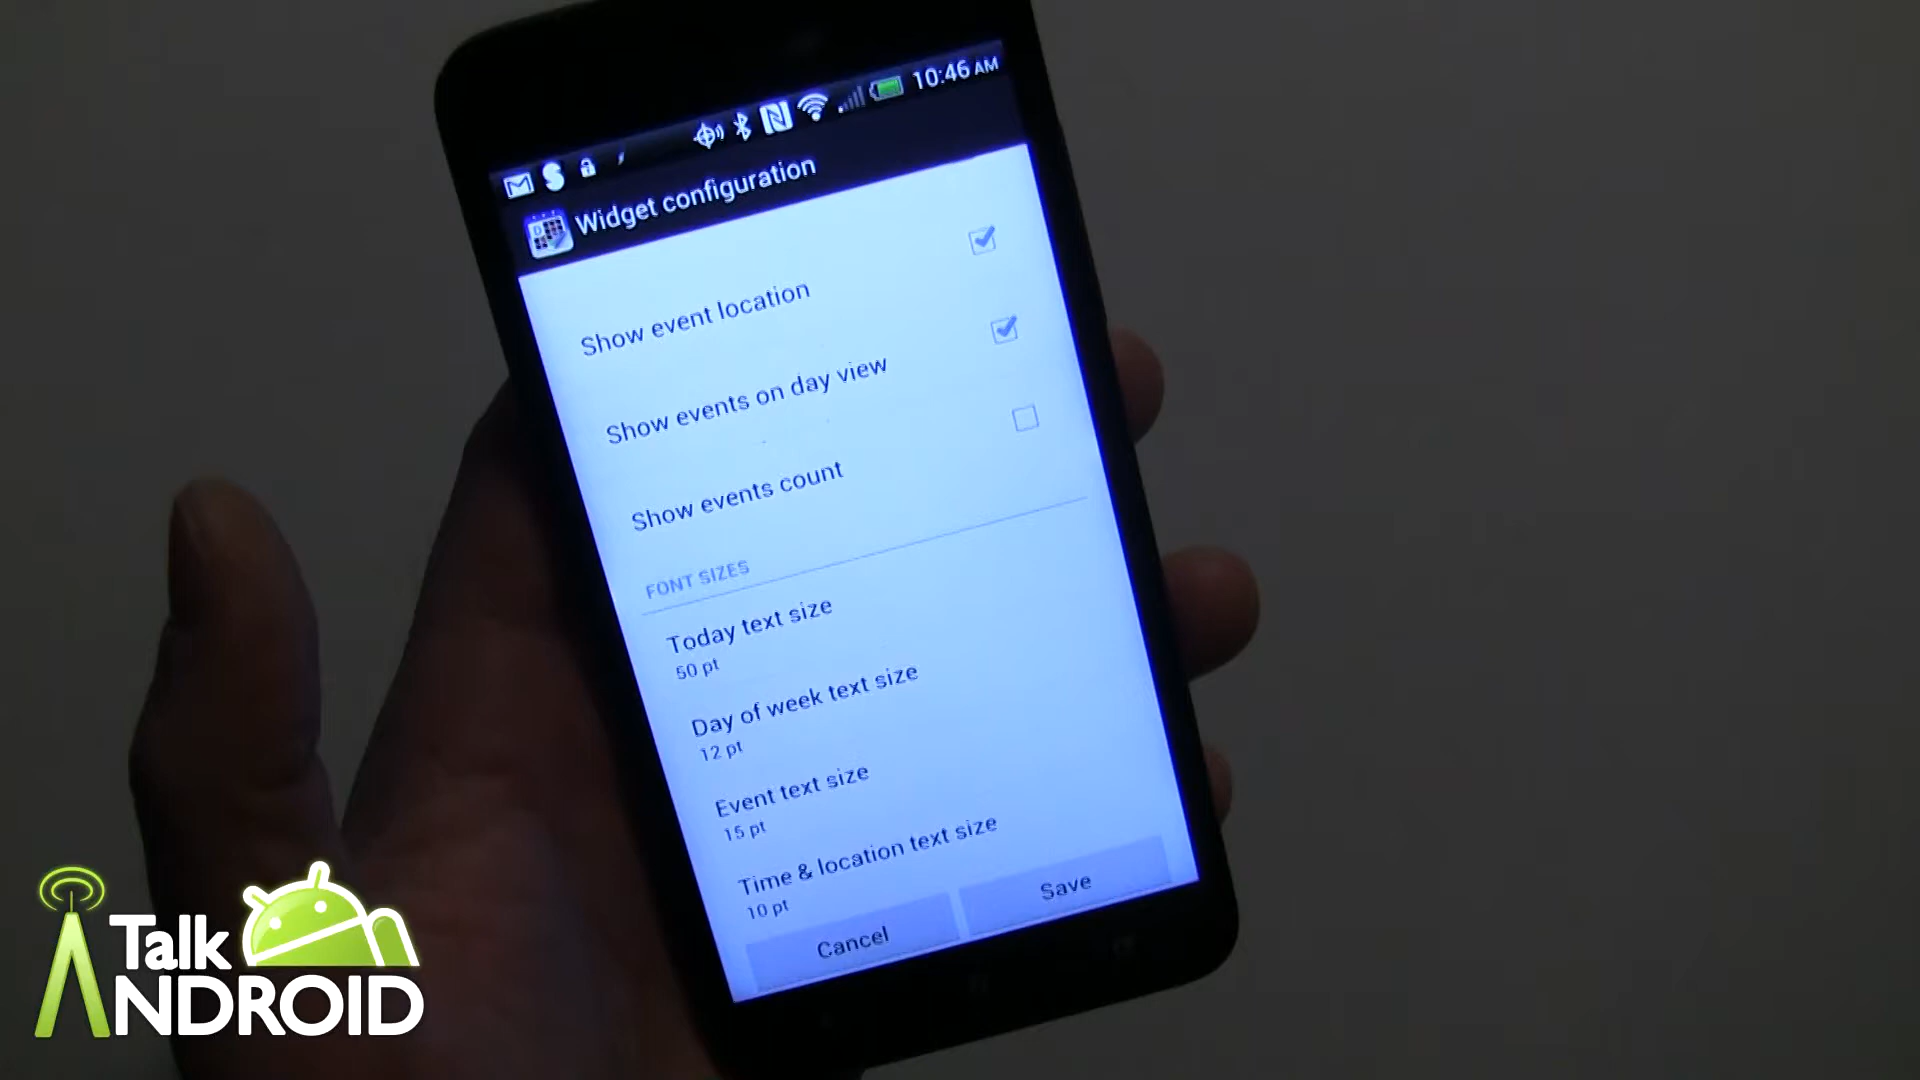 10:46 AM
Widget configuration
Show event location
Show events on day view
Show events count
FONT SIZES
Today text size
50 pt
Day of week text size
12 pt
Event text size
15 pt
Time & location text size
10 pt
Cancel
Save
Talk
ANDROID